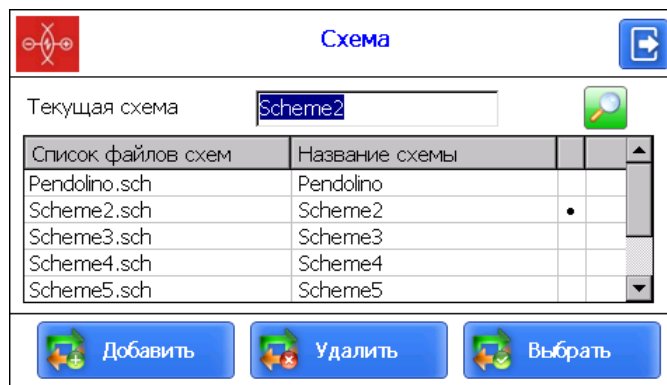 Схема
Текущая схема Scheme2
Список файлов схем Название схемы
Pendolino.sch Pendolino
Scheme2.sch Scheme2 •
Scheme3.sch Scheme3
Scheme4.sch Scheme4
Scheme5.sch Scheme5
Добавить Удалить Выбрать